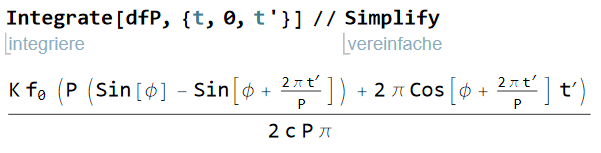 Integrate[dfP, {t, 0, t'}] // Simplify
integriere vereinfache
K f₀ (P (Sin[ϕ] - Sin[ϕ + 2 π t′/P]) + 2 π Cos[ϕ + 2 π t′/P] t′)
2 c P π